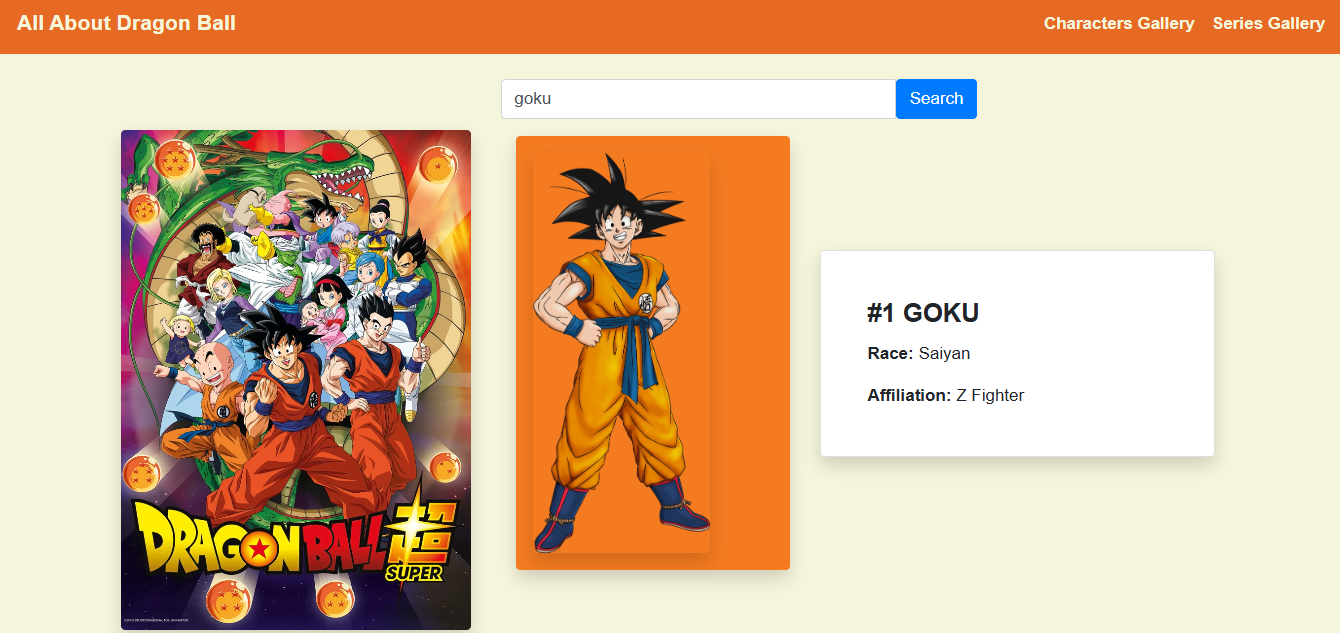 All About Dragon Ball
Characters Gallery
Series Gallery
goku
Search
DRAGON BALL 超
SUPER
#1 GOKU
Race: Saiyan
Affiliation: Z Fighter